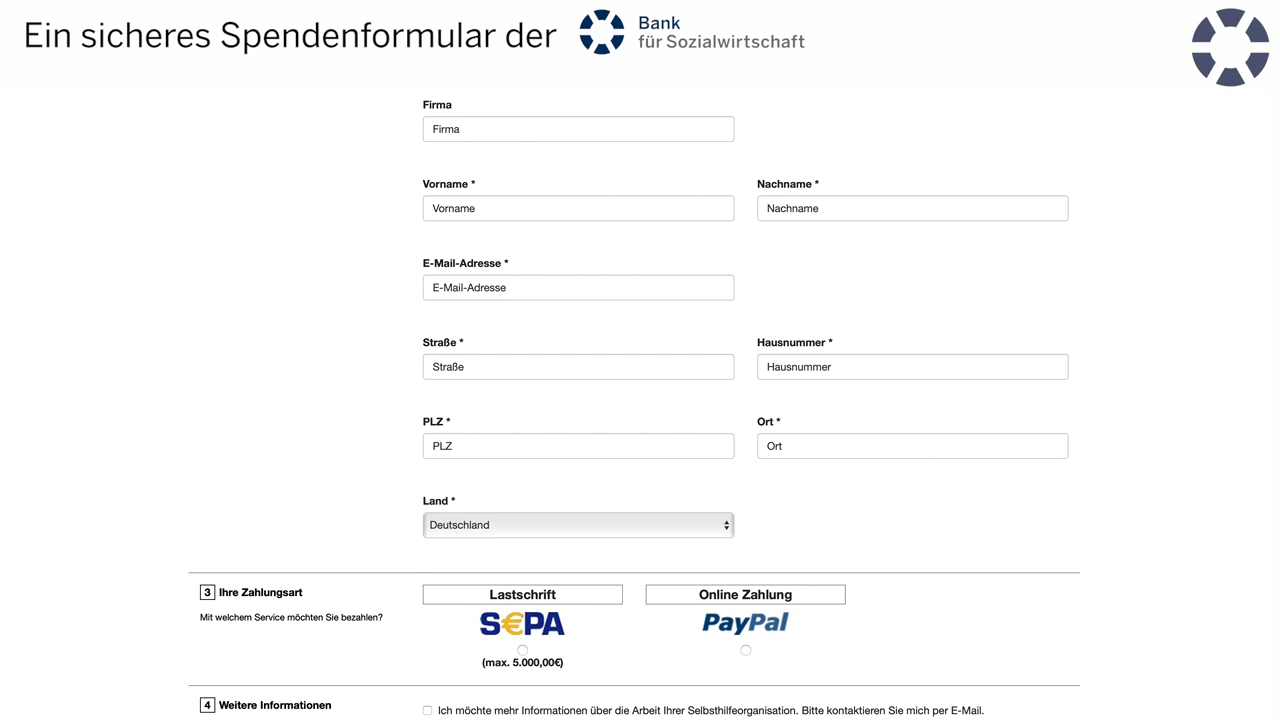 Ein sicheres Spendenformular der
Bank
für Sozialwirtschaft
Firma
Firma
Vorname * Nachname *
Vorname Nachname
E-Mail-Adresse *
E-Mail-Adresse
Straße * Hausnummer *
Straße Hausnummer
PLZ * Ort *
PLZ Ort
Land *
Deutschland
3 Ihre Zahlungsart Lastschrift Online Zahlung
Mit welchem Service möchten Sie bezahlen? S€PA PayPal
(max. 5.000,00€)
4 Weitere Informationen Ich möchte mehr Informationen über die Arbeit Ihrer Selbsthilfeorganisation. Bitte kontaktieren Sie mich per E-Mail.